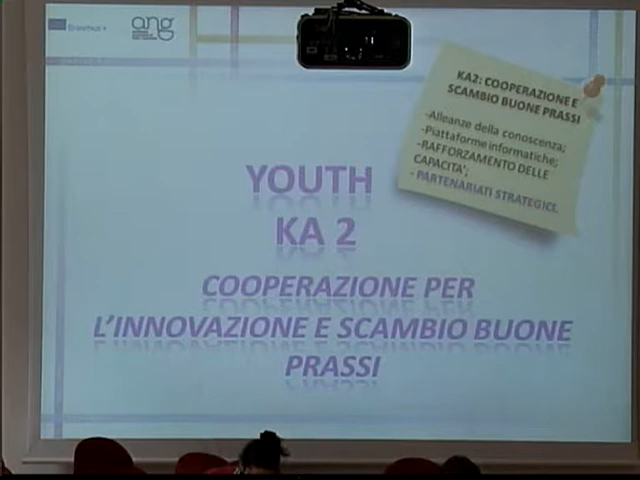 Erasmus+
ang
KA2: COOPERAZIONE E
SCAMBIO BUONE PRASSI
-Alleanze della conoscenza;
-Piattaforme informatiche;
-RAFFORZAMENTO DELLE
CAPACITA';
- PARTENARIATI STRATEGICI.
YOUTH
KA 2
COOPERAZIONE PER
L'INNOVAZIONE E SCAMBIO BUONE
PRASSI